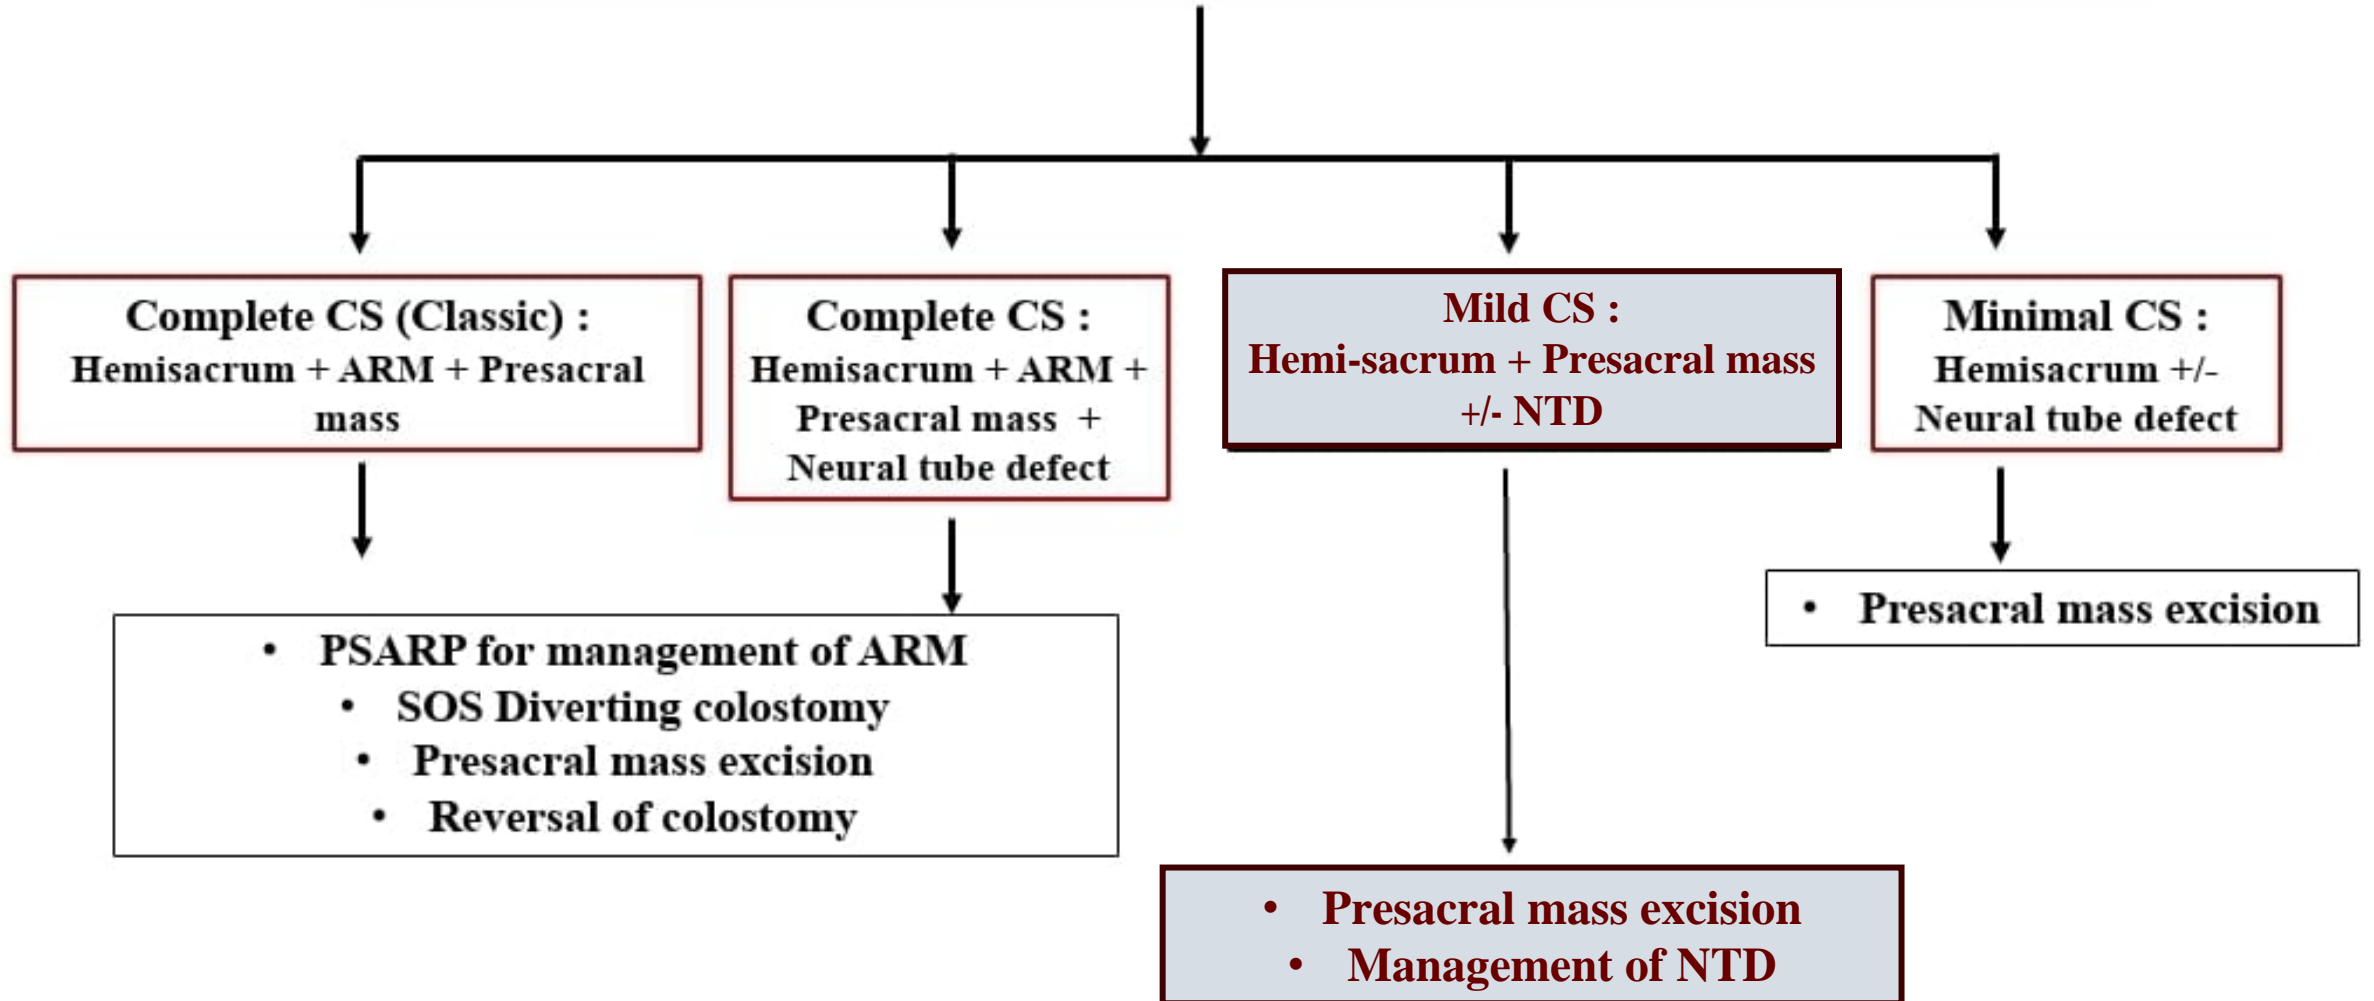 Complete CS (Classic) :
Hemisacrum + ARM + Presacral
mass
Complete CS :
Hemisacrum + ARM +
Presacral mass +
Neural tube defect
Mild CS :
Hemi-sacrum + Presacral mass
+/- NTD
Minimal CS :
Hemisacrum +/-
Neural tube defect
• PSARP for management of ARM
• SOS Diverting colostomy
• Presacral mass excision
• Reversal of colostomy
• Presacral mass excision
• Presacral mass excision
• Management of NTD